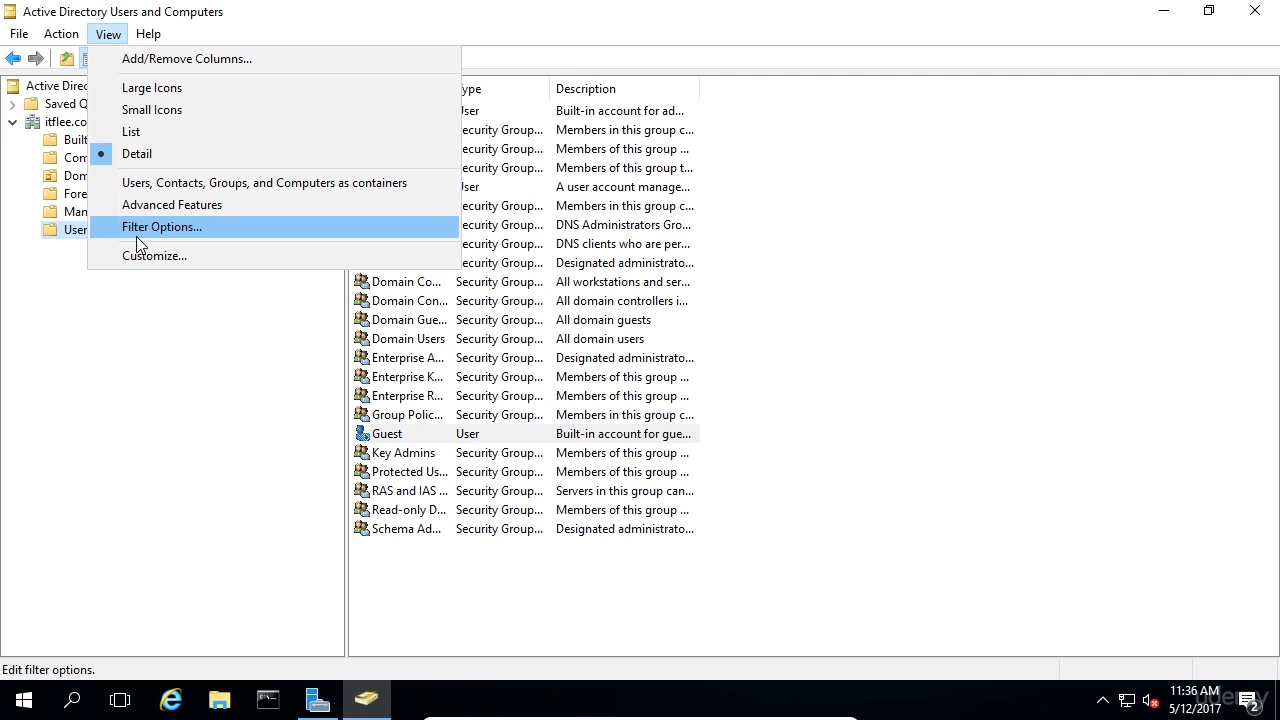 Active Directory Users and Computers
File Action View Help
Add/Remove Columns...
Large Icons
Small Icons
List
Detail
Users, Contacts, Groups, and Computers as containers
Advanced Features
Filter Options...
Customize...
Active Direc
Saved Q
itflee.co
Built
Com
Dom
Fore
Man
User
ype Description
ser Built-in account for ad...
ecurity Group... Members in this group c...
ecurity Group... Members of this group ...
ecurity Group... Members of this group t...
ser A user account manage...
ecurity Group... Members in this group c...
ecurity Group... DNS Administrators Gro...
ecurity Group... DNS clients who are per...
ecurity Group... Designated administrato...
Domain Co... Security Group... All workstations and ser...
Domain Con... Security Group... All domain controllers i...
Domain Gue... Security Group... All domain guests
Domain Users Security Group... All domain users
Enterprise A... Security Group... Designated administrato...
Enterprise K... Security Group... Members of this group ...
Enterprise R... Security Group... Members of this group ...
Group Polic... Security Group... Members in this group c...
Guest User Built-in account for gue...
Key Admins Security Group... Members of this group ...
Protected Us... Security Group... Members of this group ...
RAS and IAS ... Security Group... Servers in this group can...
Read-only D... Security Group... Members of this group ...
Schema Ad... Security Group... Designated administrato...
Edit filter options.
11:36 AM
5/12/2017
2
udemy